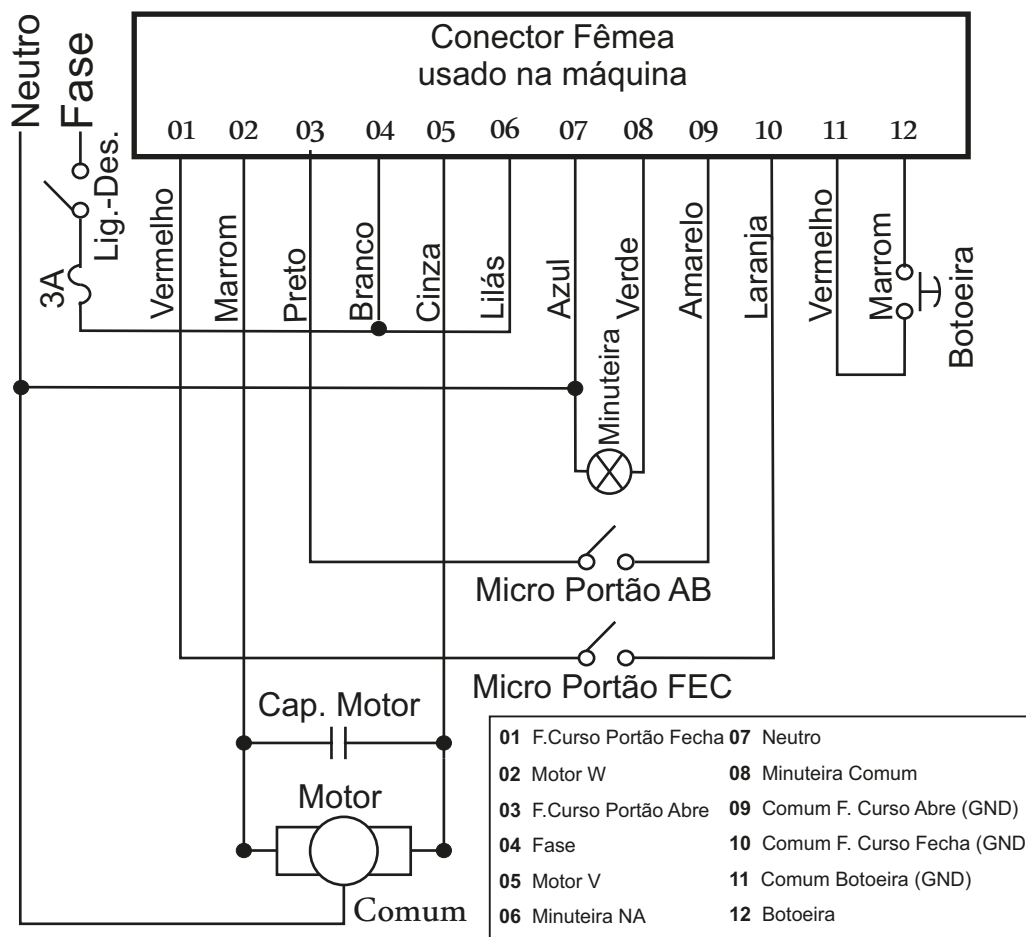 Conector Fêmea
usado na máquina
Neutro
Fase
Lig.-Des.
3A
01 02 03 04 05 06 07 08 09 10 11 12
Vermelho
Marrom
Preto
Branco
Cinza
Lilás
Azul
Verde
Amarelo
Laranja
Vermelho
Marrom
Botoeira
Minuteira
Micro Portão AB
Micro Portão FEC
Cap. Motor
Motor
Comum
01 F.Curso Portão Fecha
02 Motor W
03 F.Curso Portão Abre
04 Fase
05 Motor V
06 Minuteira NA
07 Neutro
08 Minuteira Comum
09 Comum F. Curso Abre (GND)
10 Comum F. Curso Fecha (GND
11 Comum Botoeira (GND)
12 Botoeira